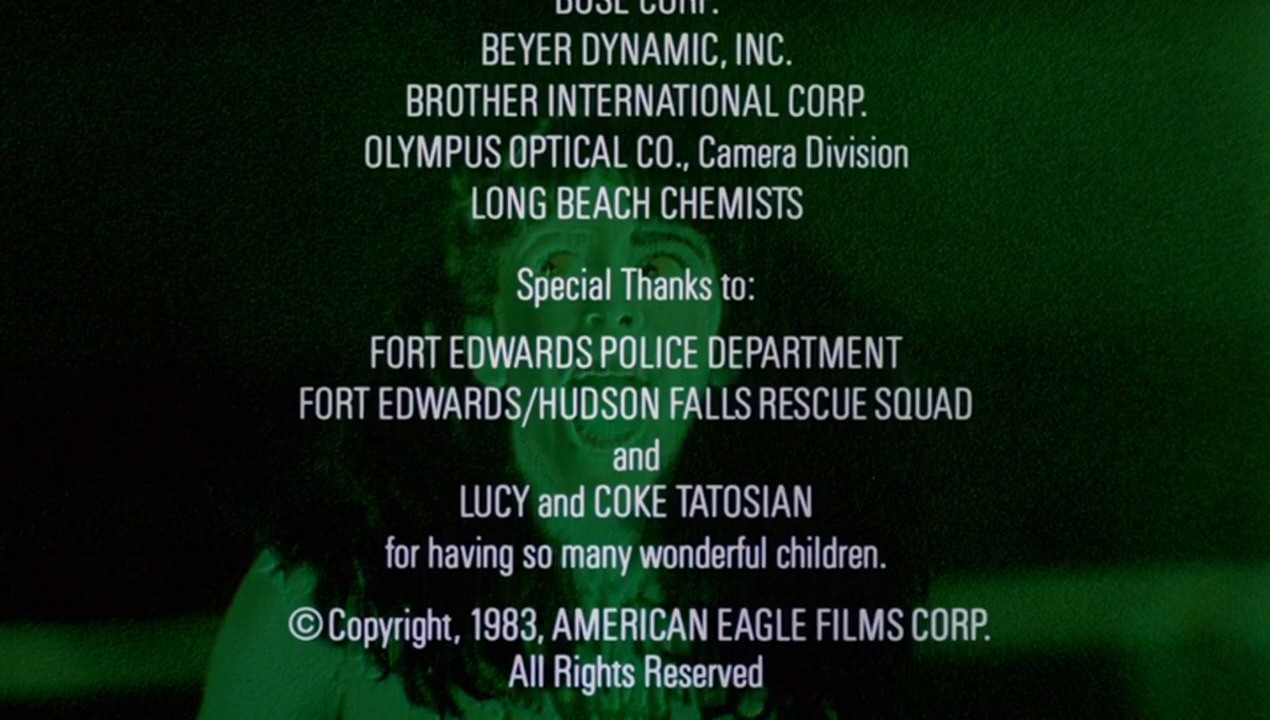 BOSE CORP.
BEYER DYNAMIC, INC.
BROTHER INTERNATIONAL CORP.
OLYMPUS OPTICAL CO., Camera Division
LONG BEACH CHEMISTS
Special Thanks to:
FORT EDWARDS POLICE DEPARTMENT
FORT EDWARDS/HUDSON FALLS RESCUE SQUAD
and
LUCY and COKE TATOSIAN
for having so many wonderful children.
©Copyright, 1983, AMERICAN EAGLE FILMS CORP.
All Rights Reserved